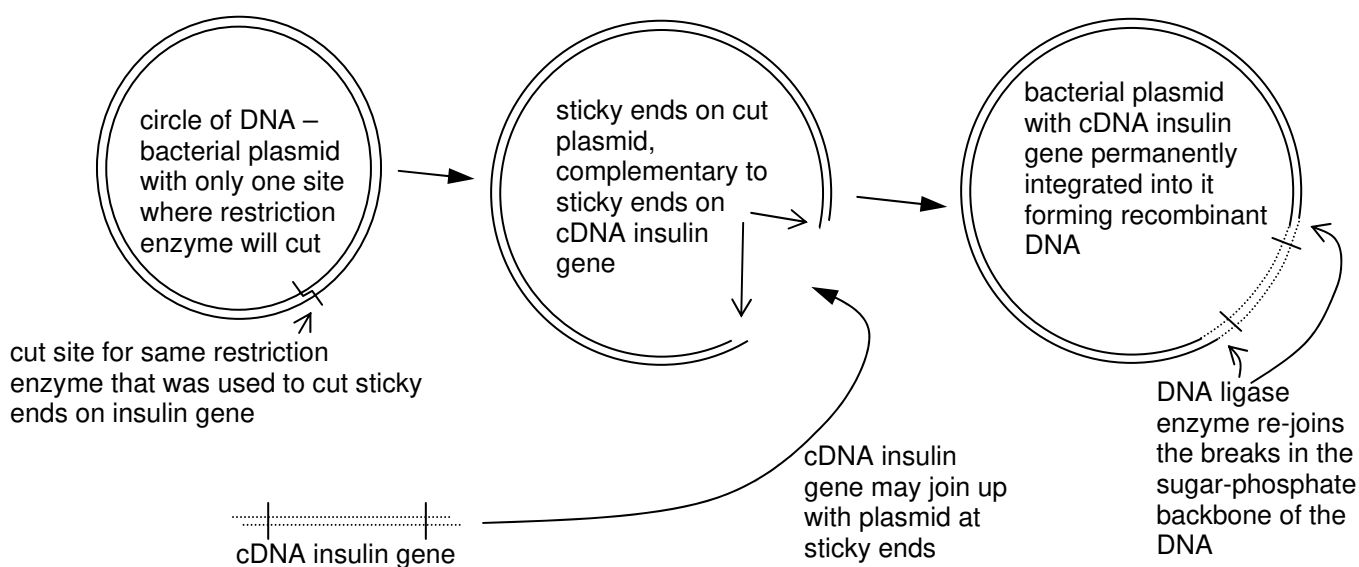 circle of DNA –
bacterial plasmid
with only one site
where restriction
enzyme will cut
cut site for same restriction
enzyme that was used to cut sticky
ends on insulin gene
sticky ends on cut
plasmid,
complementary to
sticky ends on
cDNA insulin
gene
cDNA insulin gene
cDNA insulin
gene may join up
with plasmid at
sticky ends
bacterial plasmid
with cDNA insulin
gene permanently
integrated into it
forming recombinant
DNA
DNA ligase
enzyme re-joins
the breaks in the
sugar-phosphate
backbone of the
DNA